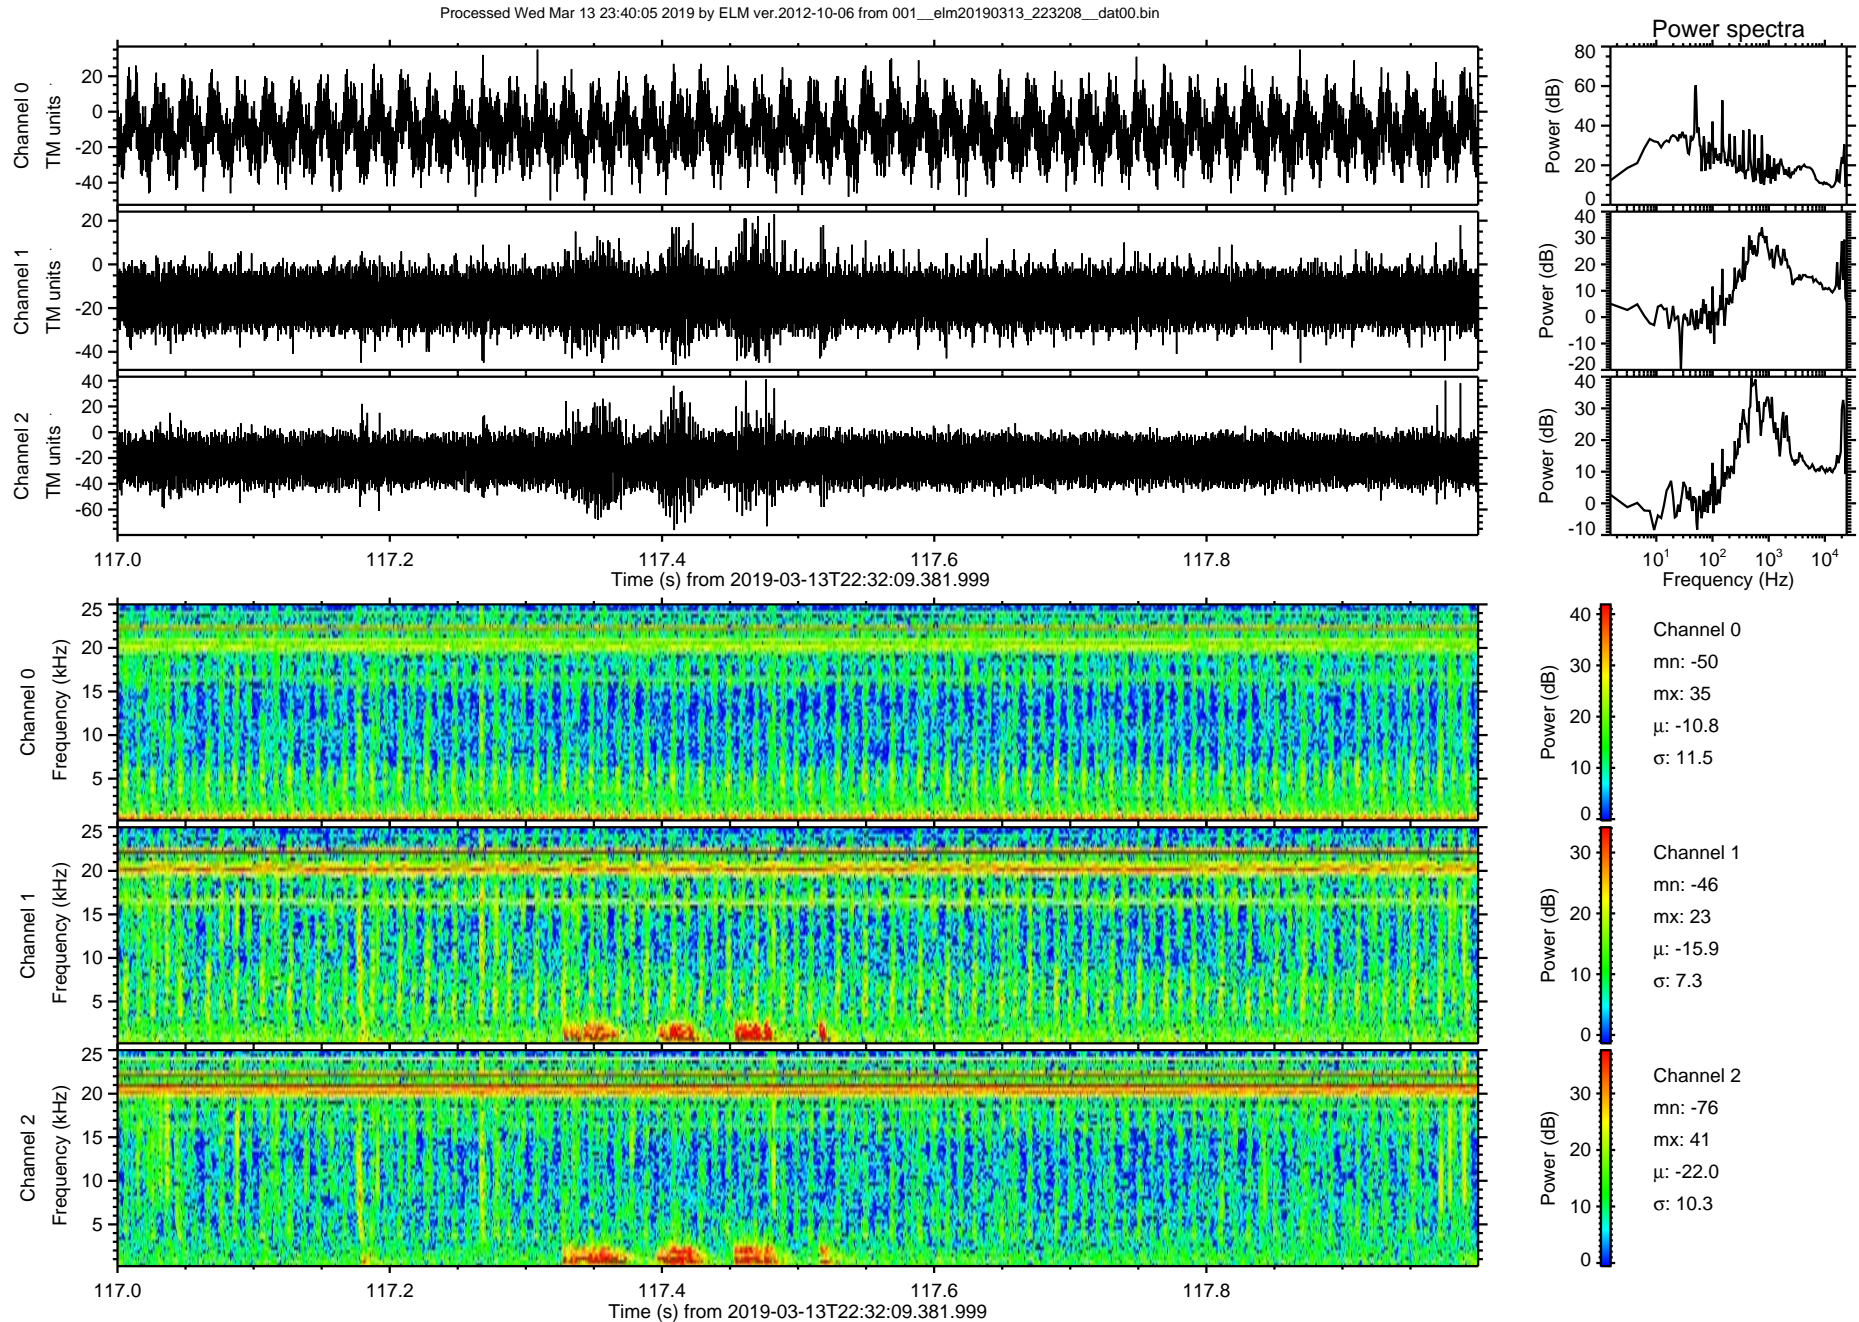 Processed Wed Mar 13 23:40:05 2019 by ELM ver.2012-10-06 from 001__elm20190313_223208__dat00.bin
Power spectra
Channel 0
TM units
20
0
-20
-40
Power (dB)
80
60
40
20
0
Channel 1
TM units
20
0
-20
-40
Power (dB)
40
30
20
10
0
-10
-20
Channel 2
TM units
40
20
0
-20
-40
-60
Power (dB)
40
30
20
10
0
-10
117.0 117.2 117.4 117.6 117.8
Time (s) from 2019-03-13T22:32:09.381.999
10^1 10^2 10^3 10^4
Frequency (Hz)
Channel 0
Frequency (kHz)
25
20
15
10
5
Power (dB)
40
30
20
10
0
Channel 0
mn: -50
mx: 35
μ: -10.8
σ: 11.5
Channel 1
Frequency (kHz)
25
20
15
10
5
Power (dB)
30
20
10
0
Channel 1
mn: -46
mx: 23
μ: -15.9
σ: 7.3
Channel 2
Frequency (kHz)
25
20
15
10
5
Power (dB)
30
20
10
0
Channel 2
mn: -76
mx: 41
μ: -22.0
σ: 10.3
117.0 117.2 117.4 117.6 117.8
Time (s) from 2019-03-13T22:32:09.381.999